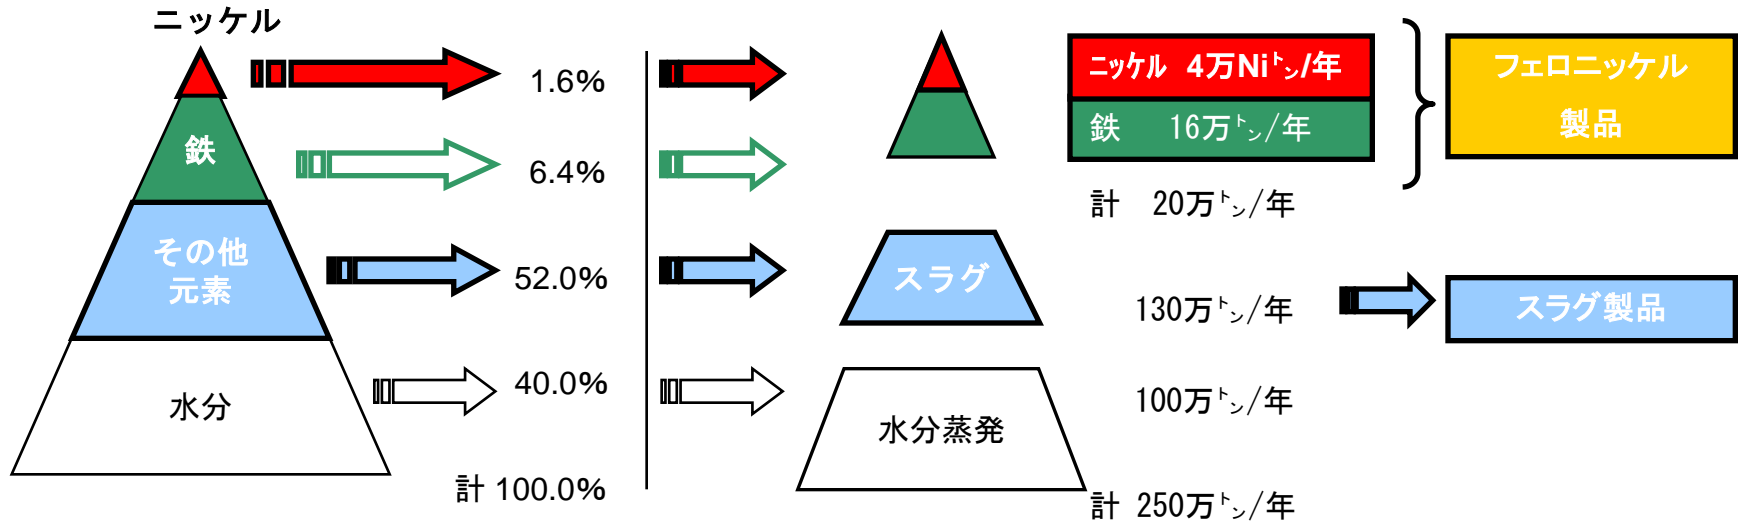 ニッケル
1.6%
ニッケル 4万Niトン/年
フェロニッケル
製品
鉄
6.4%
鉄 16万トン/年
計 20万トン/年
その他
元素
52.0%
スラグ
130万トン/年
スラグ製品
水分
40.0%
水分蒸発
100万トン/年
計 100.0%
計 250万トン/年